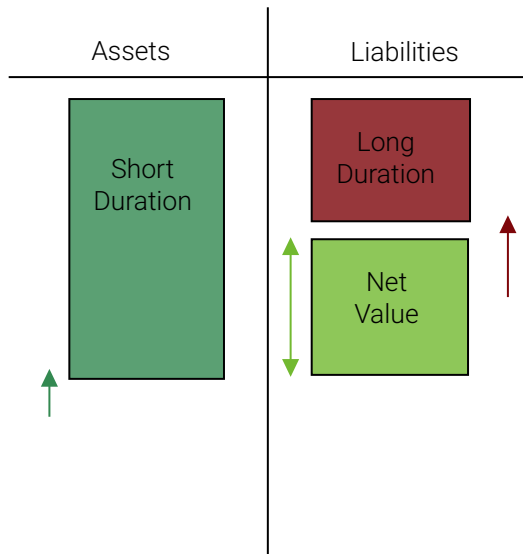 Assets
Liabilities
Short
Duration
Long
Duration
Net
Value